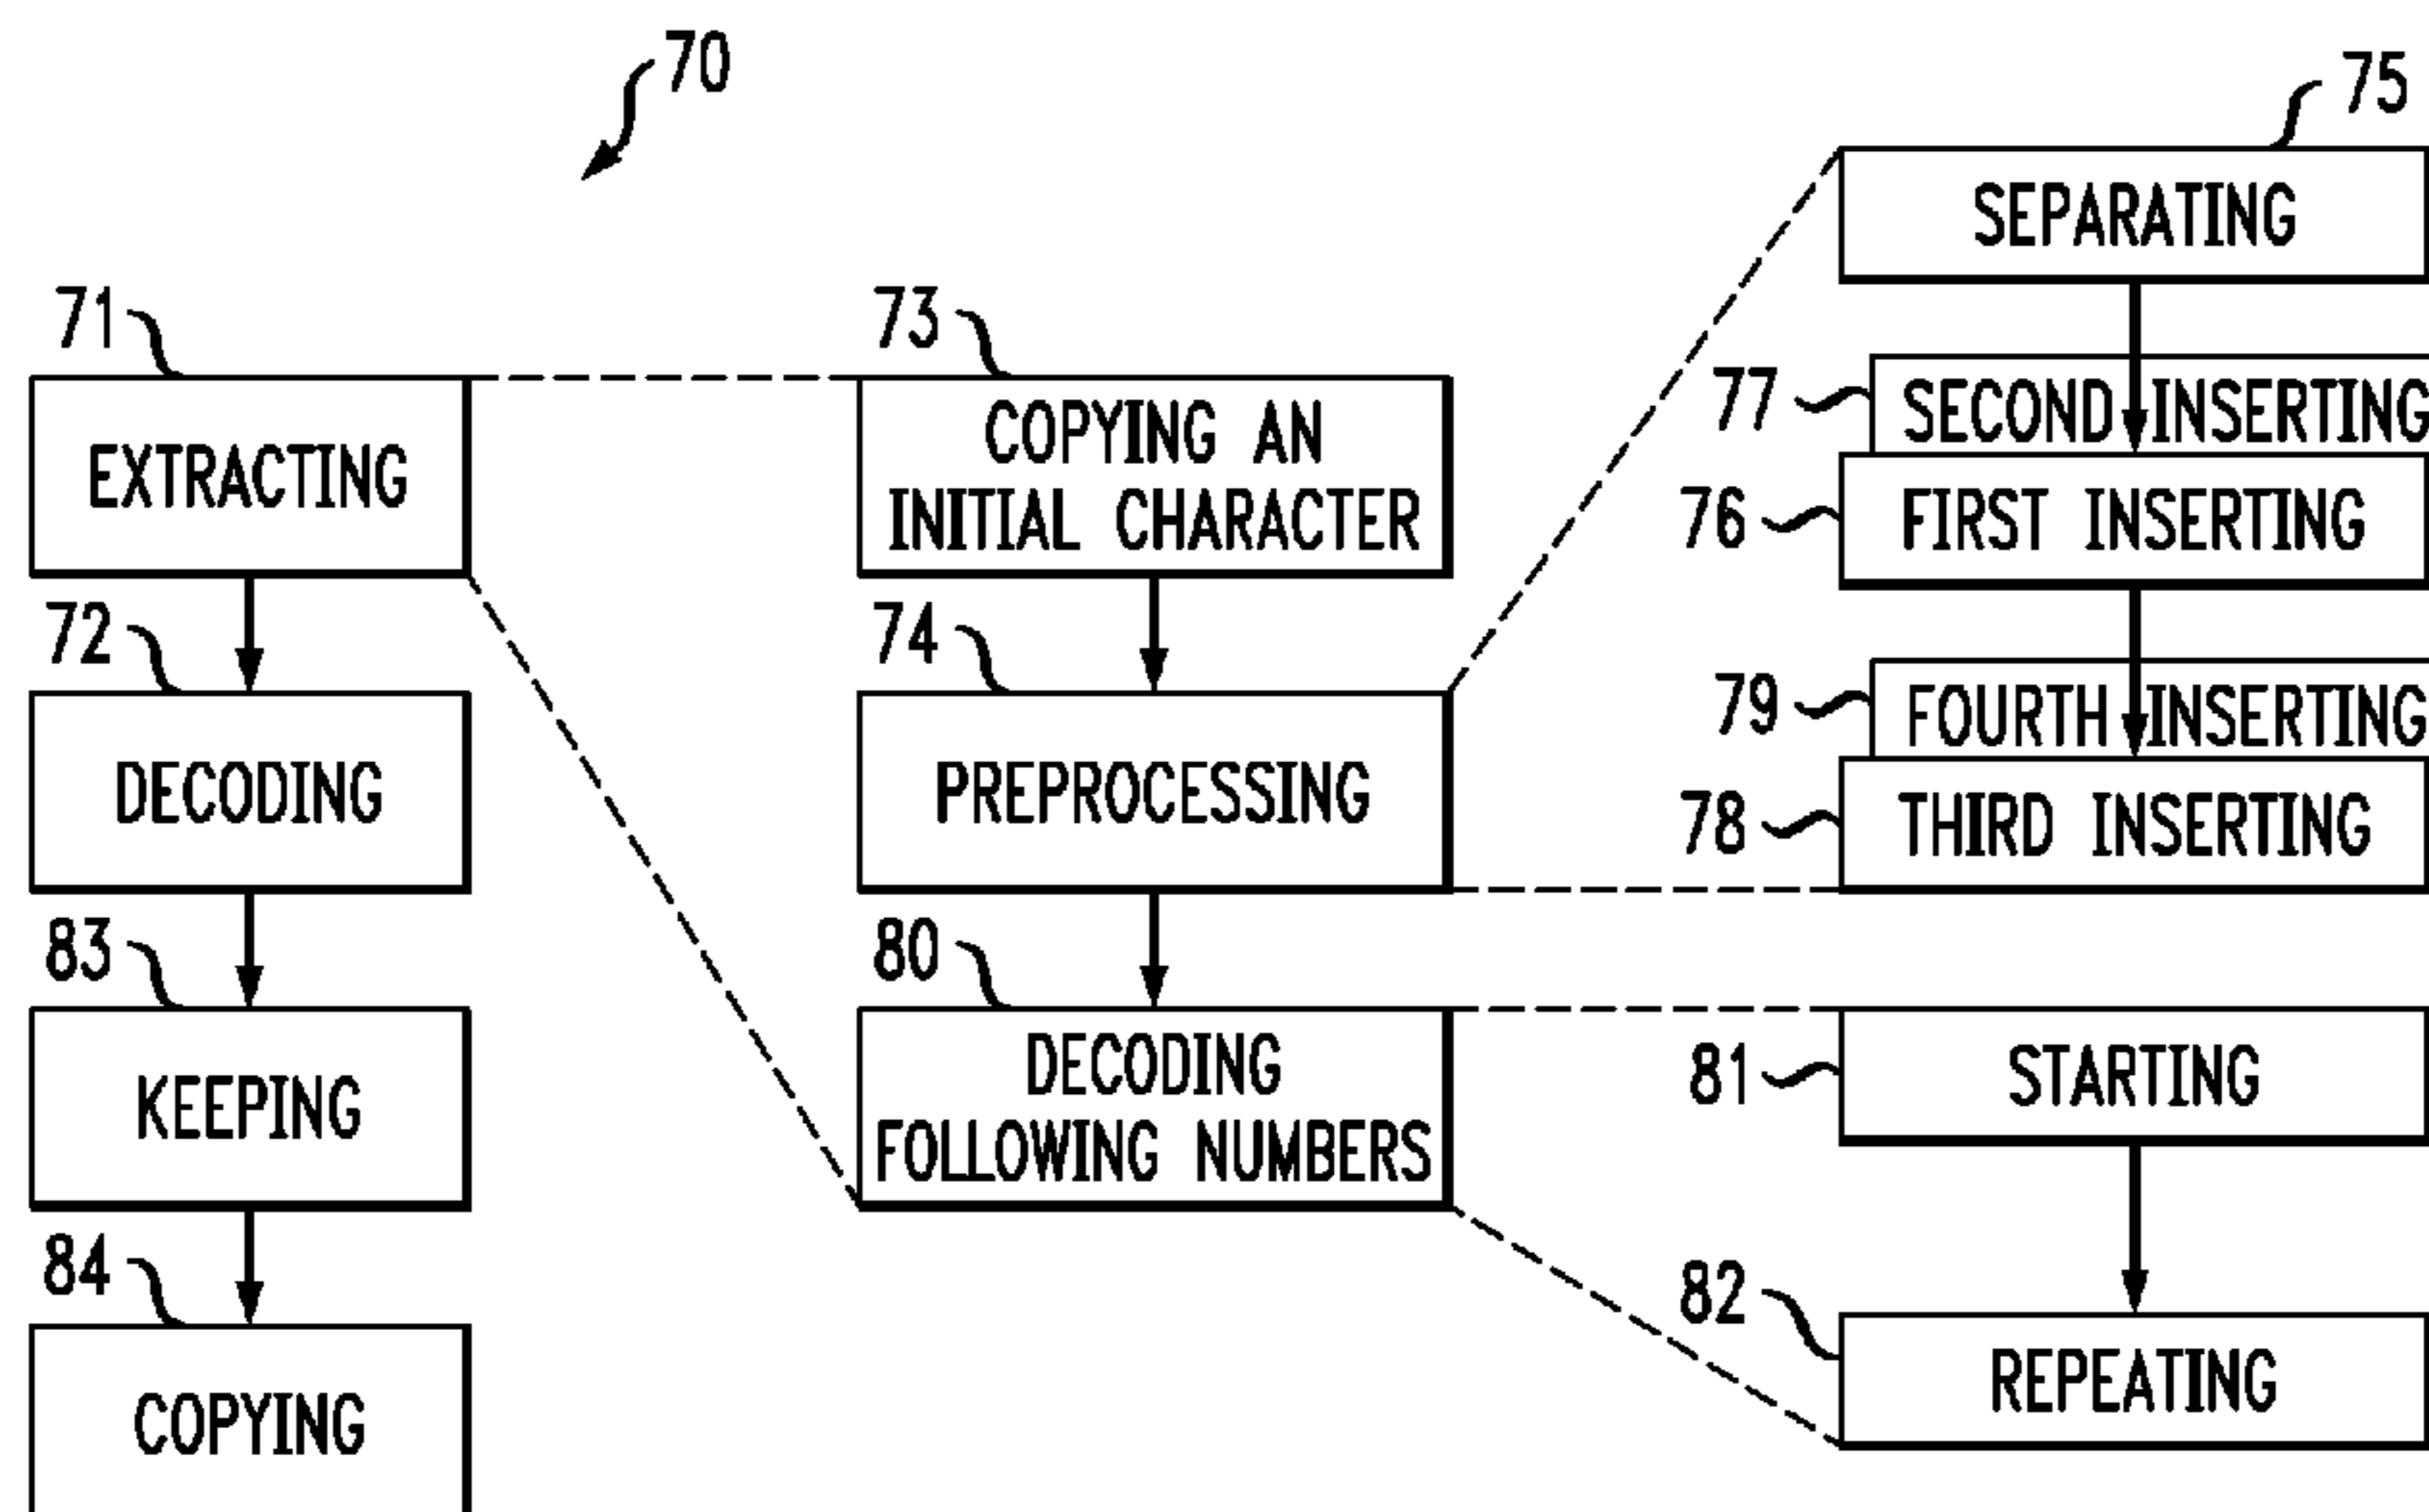 70
71
EXTRACTING
72
DECODING
83
KEEPING
84
COPYING
73
COPYING AN
INITIAL CHARACTER
74
PREPROCESSING
80
DECODING
FOLLOWING NUMBERS
75
SEPARATING
77
SECOND INSERTING
76
FIRST INSERTING
79
FOURTH INSERTING
78
THIRD INSERTING
81
STARTING
82
REPEATING